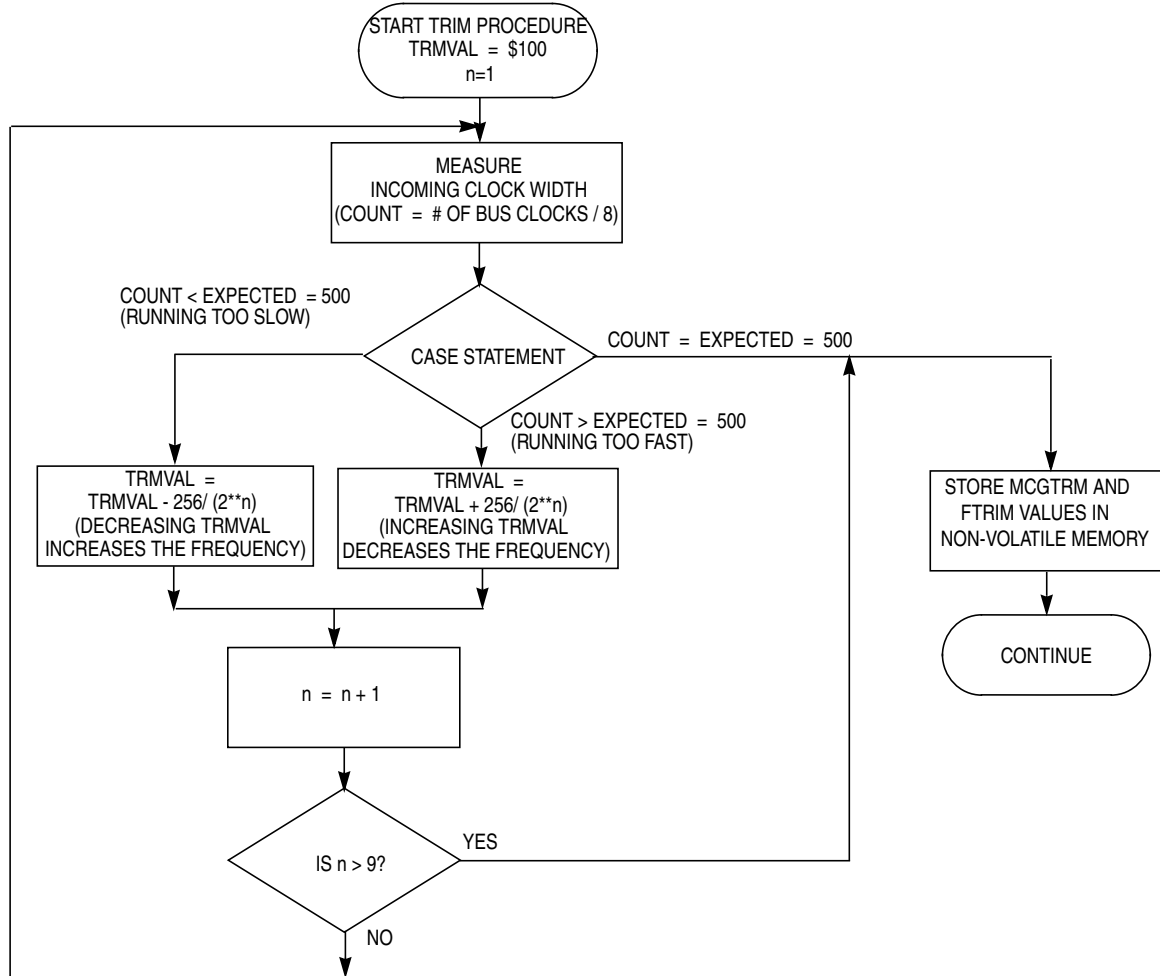 START TRIM PROCEDURE
TRMVAL = $100
n=1
MEASURE
INCOMING CLOCK WIDTH
(COUNT = # OF BUS CLOCKS / 8)
COUNT < EXPECTED = 500
(RUNNING TOO SLOW)
CASE STATEMENT
COUNT = EXPECTED = 500
COUNT > EXPECTED = 500
(RUNNING TOO FAST)
TRMVAL =
TRMVAL - 256/ (2**n)
(DECREASING TRMVAL
INCREASES THE FREQUENCY)
TRMVAL =
TRMVAL + 256/ (2**n)
(INCREASING TRMVAL
DECREASES THE FREQUENCY)
STORE MCGTRM AND
FTRIM VALUES IN
NON-VOLATILE MEMORY
CONTINUE
n = n + 1
IS n > 9?
YES
NO